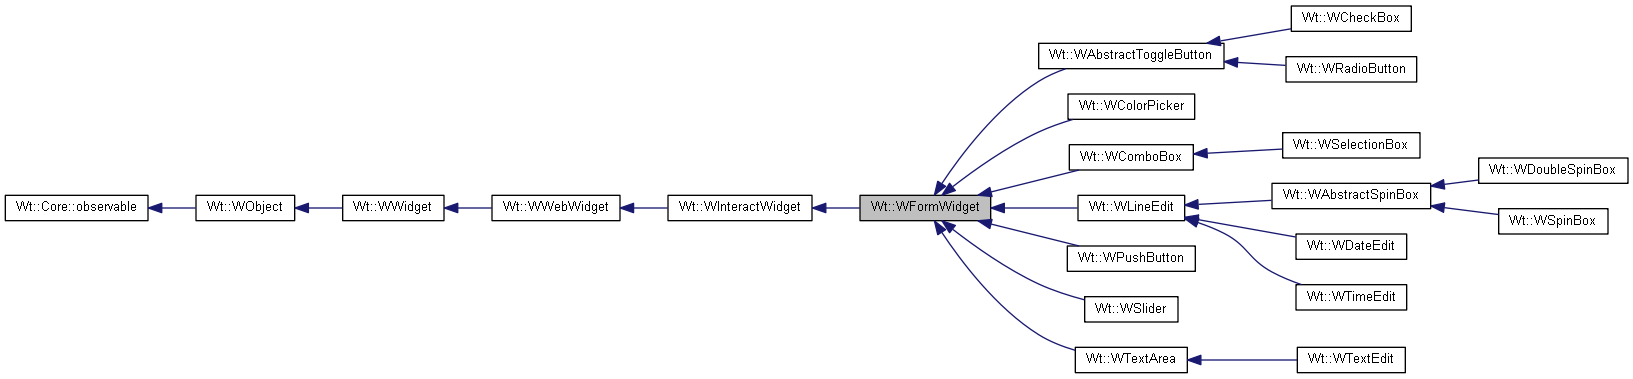 Wt::WCheckBox
Wt::WAbstractToggleButton
Wt::WRadioButton
Wt::WColorPicker
Wt::WSelectionBox
Wt::WComboBox
Wt::WDoubleSpinBox
Wt::WAbstractSpinBox
Wt::Core::observable
Wt::WObject
Wt::WWidget
Wt::WWebWidget
Wt::WInteractWidget
Wt::WFormWidget
Wt::WLineEdit
Wt::WSpinBox
Wt::WDateEdit
Wt::WPushButton
Wt::WTimeEdit
Wt::WSlider
Wt::WTextArea
Wt::WTextEdit